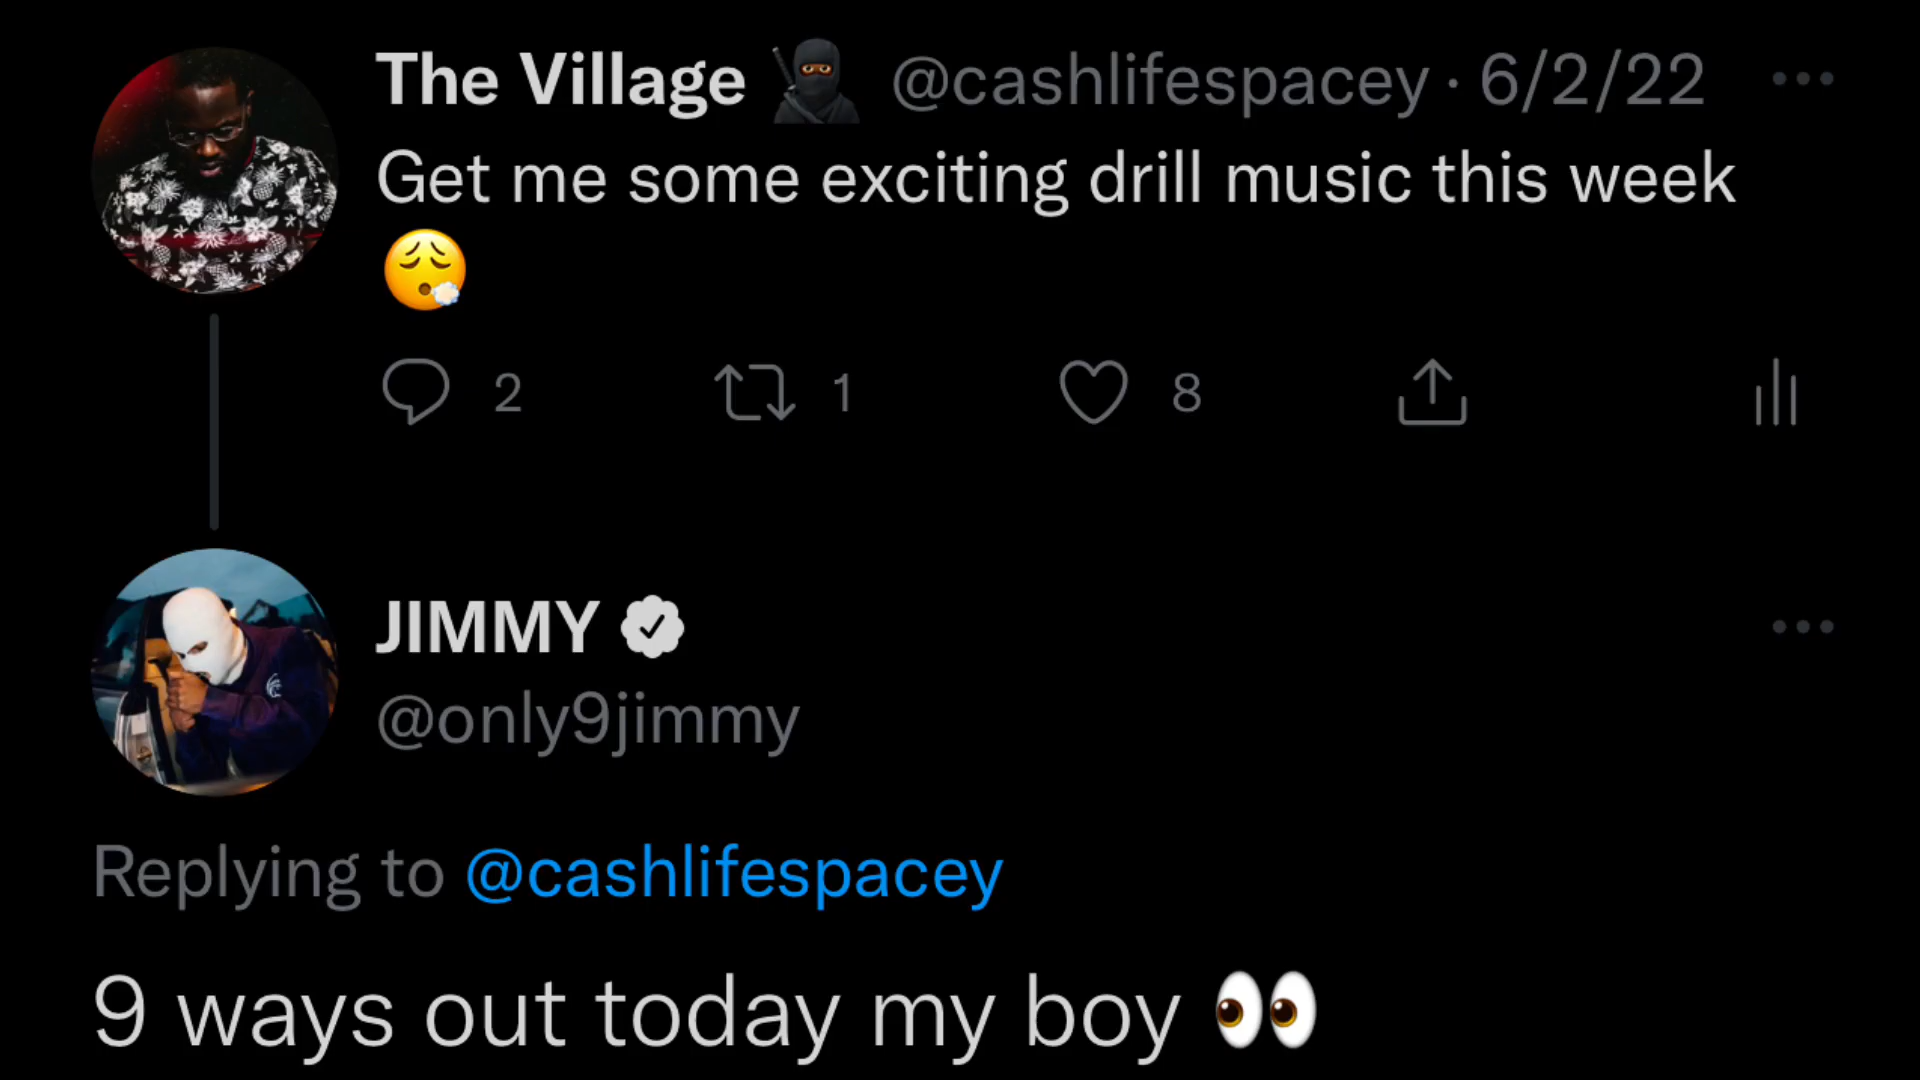 The Village 🥷🏿 @cashlifespacey · 6/2/22
Get me some exciting drill music this week
😮‍💨
2 1 8
JIMMY
@only9jimmy
Replying to @cashlifespacey
9 ways out today my boy 👀